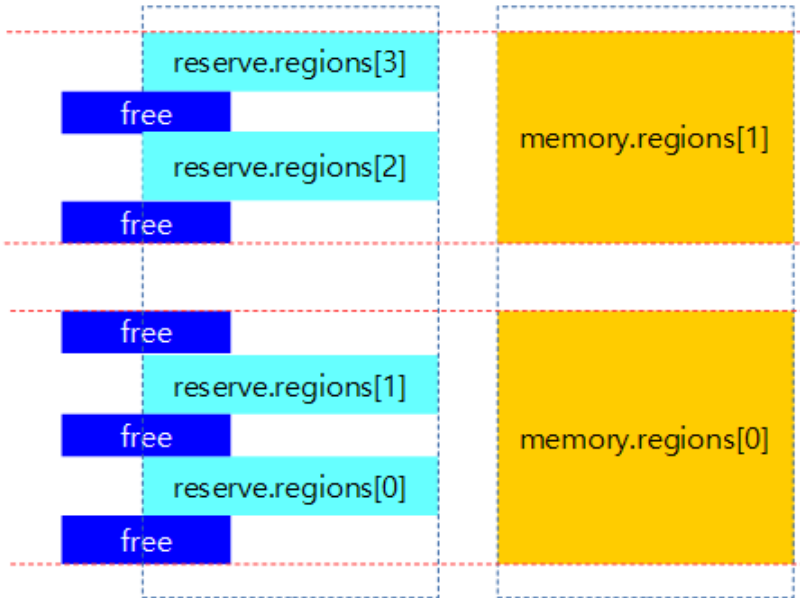 reserve.regions[3]
free
memory.regions[1]
reserve.regions[2]
free
free
reserve.regions[1]
free
memory.regions[0]
reserve.regions[0]
free